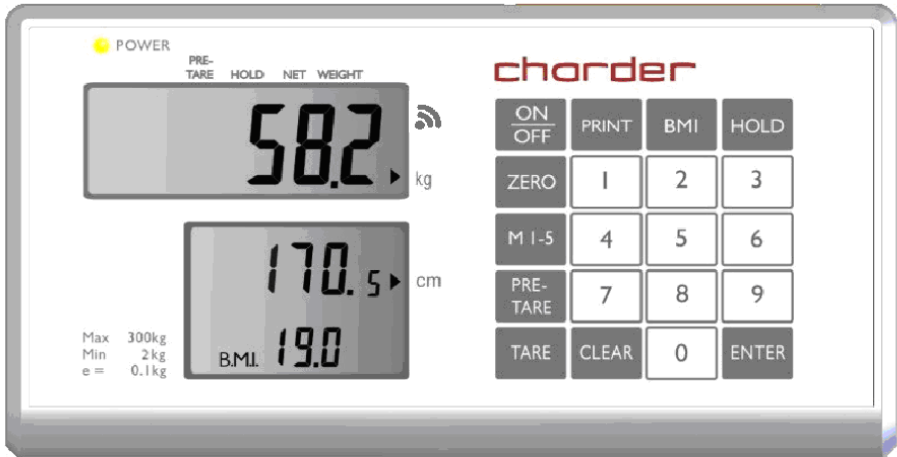 POWER
PRE-
TARE HOLD NET WEIGHT
58.2
kg
170.5
cm
B.M.I. 19.0
Max 300kg
Min 2kg
e = 0.1kg
charder
ON
OFF
PRINT
BMI
HOLD
ZERO
1
2
3
M 1-5
4
5
6
PRE-
TARE
7
8
9
TARE
CLEAR
0
ENTER